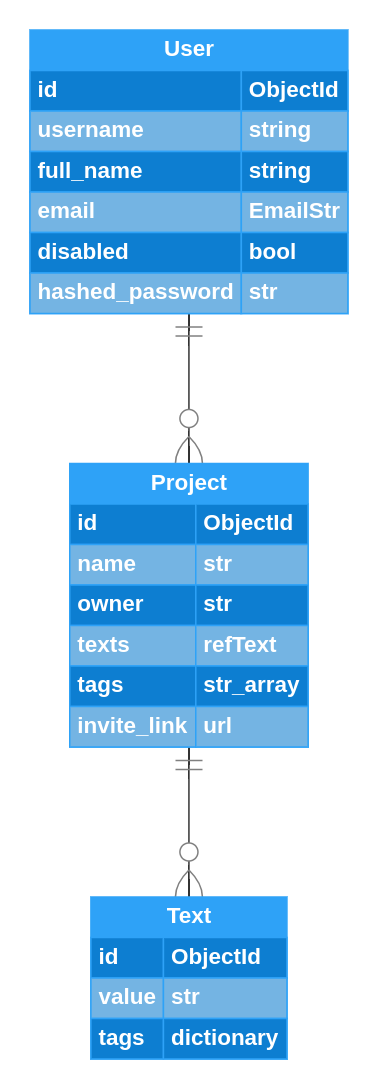 User
id ObjectId
username string
full_name string
email EmailStr
disabled bool
hashed_password str
Project
id ObjectId
name str
owner str
texts refText
tags str_array
invite_link url
Text
id ObjectId
value str
tags dictionary